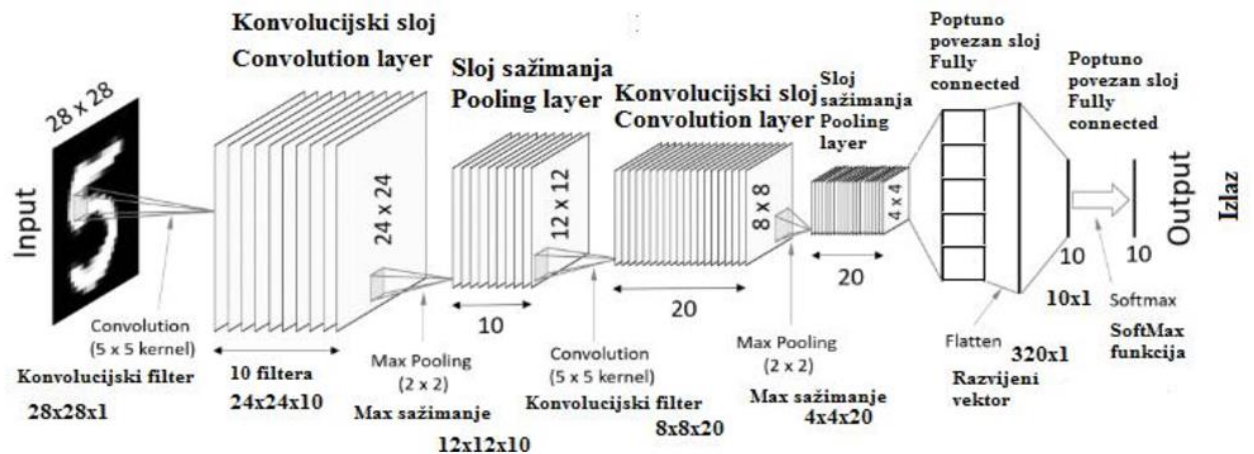 Konvolucijski sloj
Convolution layer
Sloj sažimanja
Pooling layer
Konvolucijski sloj
Convolution layer
Sloj
sažimanja
Pooling
layer
Poptuno
povezan sloj
Fully
connected
Poptuno
povezan sloj
Fully
connected
28 x 28
Input
24 x 24
12 x 12
8 x 8
4 x 4
Output
Izlaz
10
20
20
10
10
Convolution
(5 x 5 kernel)
Konvolucijski filter
28x28x1
10 filtera
24x24x10
Max Pooling
(2 x 2)
Max sažimanje
12x12x10
Convolution
(5 x 5 kernel)
Konvolucijski filter
8x8x20
Max Pooling
(2 x 2)
Max sažimanje
4x4x20
Flatten
320x1
Razvijeni
vektor
10x1
Softmax
SoftMax
funkcija